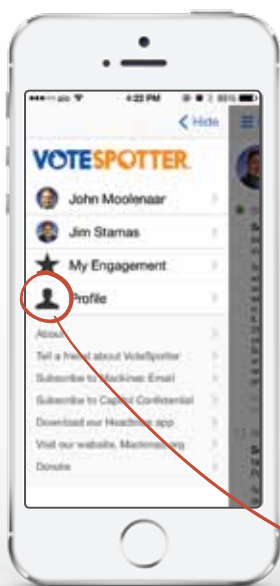 4:22 PM
Hide
VOTESPOTTER
John Moolenaar
Jim Stamas
My Engagement
Profile
About
Tell a friend about VoteSpotter
Subscribe to Mackinac Email
Subscribe to Capitol Confidential
Download our Headlines app
Visit our website, Mackinac.org
Donate